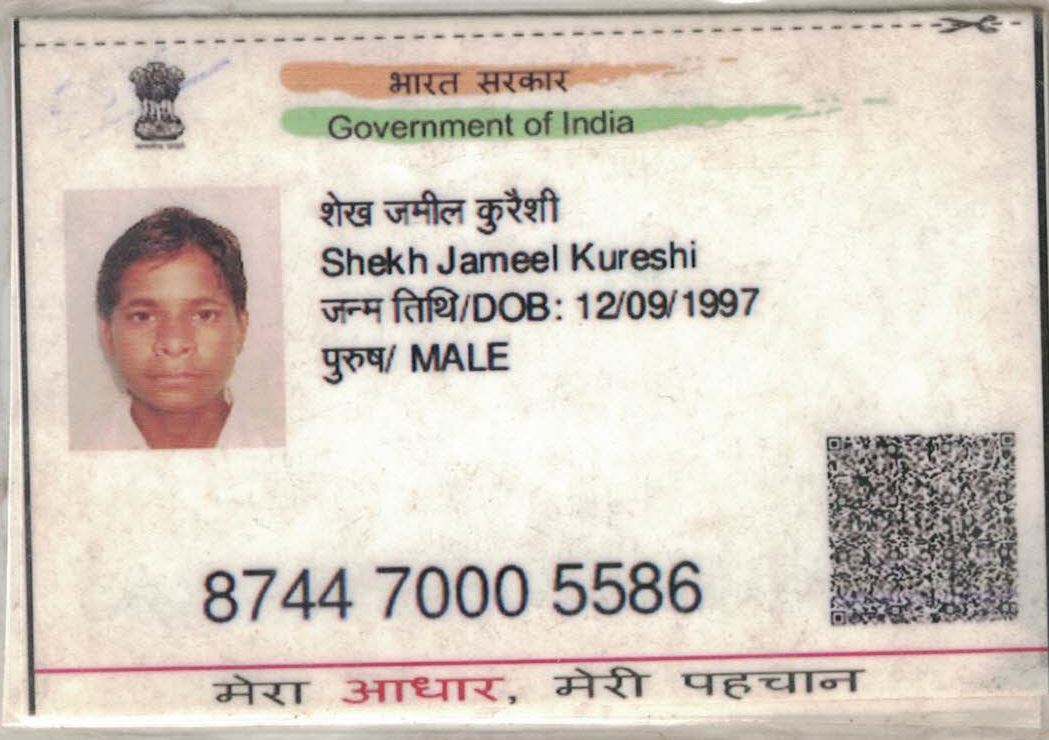 भारत सरकार
Government of India
शेख जमील कुरैशी
Shekh Jameel Kureshi
जन्म तिथि/DOB: 12/09/1997
पुरुष/ MALE
8744 7000 5586
मेरा आधार, मेरी पहचान